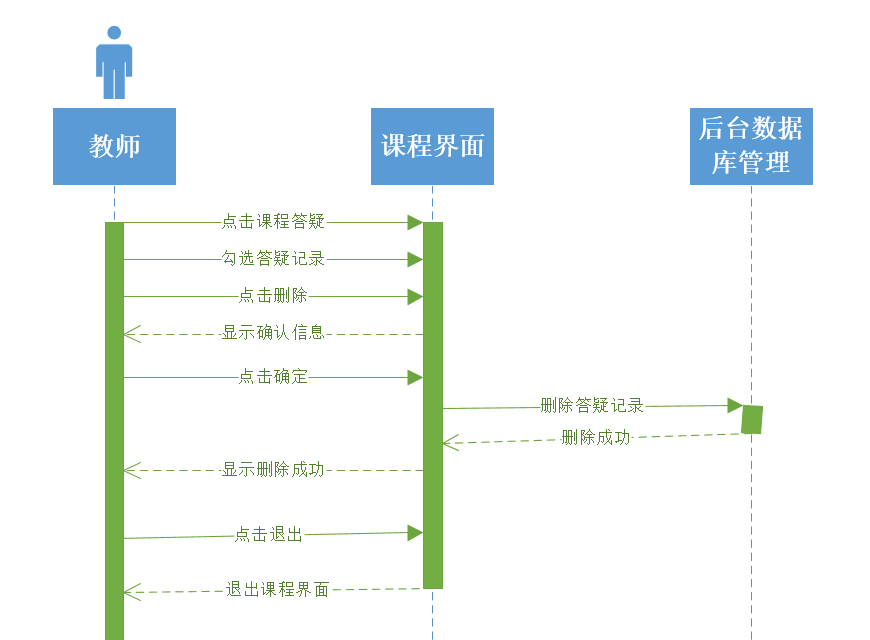 教师
课程界面
后台数据
库管理
点击课程答疑
勾选答疑记录
点击删除
显示确认信息
点击确定
删除答疑记录
删除成功
显示删除成功
点击退出
退出课程界面